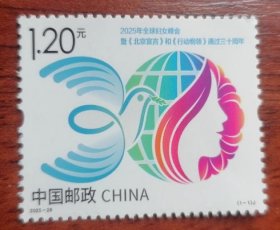 1.20元
2025年全球妇女峰会
暨《北京宣言》和《行动纲领》通过三十周年
中国邮政 CHINA
2025-26
(1-1)J